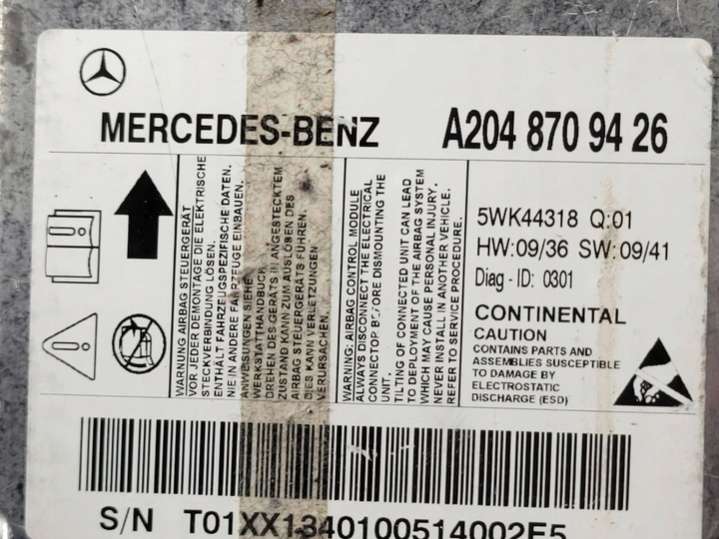 MERCEDES-BENZ
A204 870 94 26
WARNUNG AIRBAG STEUERGERÄT
VOR JEDER DEMONTAGE DIE ELEKTRISCHE
STECKVERBINDUNG LÖSEN.
ENTHÄLT FAHRZEUGSPEZIFISCHE DATEN.
NIE IN ANDERE FAHRZEUGE EINBAUEN.
ANWEISUNGEN SIEHE
WERKSTATTHANDBUCH
DREHEN DES GERÄTS IN ANGESTECKTEM
ZUSTAND KANN ZUM AUSLÖSEN DES
AIRBAG STEUERGERÄTS FÜHREN.
DIES KANN VERLETZUNGEN
VERURSACHEN.
WARNING: AIRBAG CONTROL MODULE
ALWAYS DISCONNECT THE ELECTRICAL
CONNECTOR BEFORE DISMOUNTING THE
UNIT.
TILTING OF CONNECTED UNIT CAN LEAD
TO DEPLOYMENT OF THE AIRBAG SYSTEM
WHICH MAY CAUSE PERSONAL INJURY.
NEVER INSTALL IN ANOTHER VEHICLE.
REFER TO SERVICE PROCEDURE.
5WK44318 Q:01
HW:09/36 SW:09/41
Diag - ID: 0301
CONTINENTAL
CAUTION
CONTAINS PARTS AND
ASSEMBLIES SUSCEPTIBLE
TO DAMAGE BY
ELECTROSTATIC
DISCHARGE (ESD)
S/N T01XX1340100514002E5